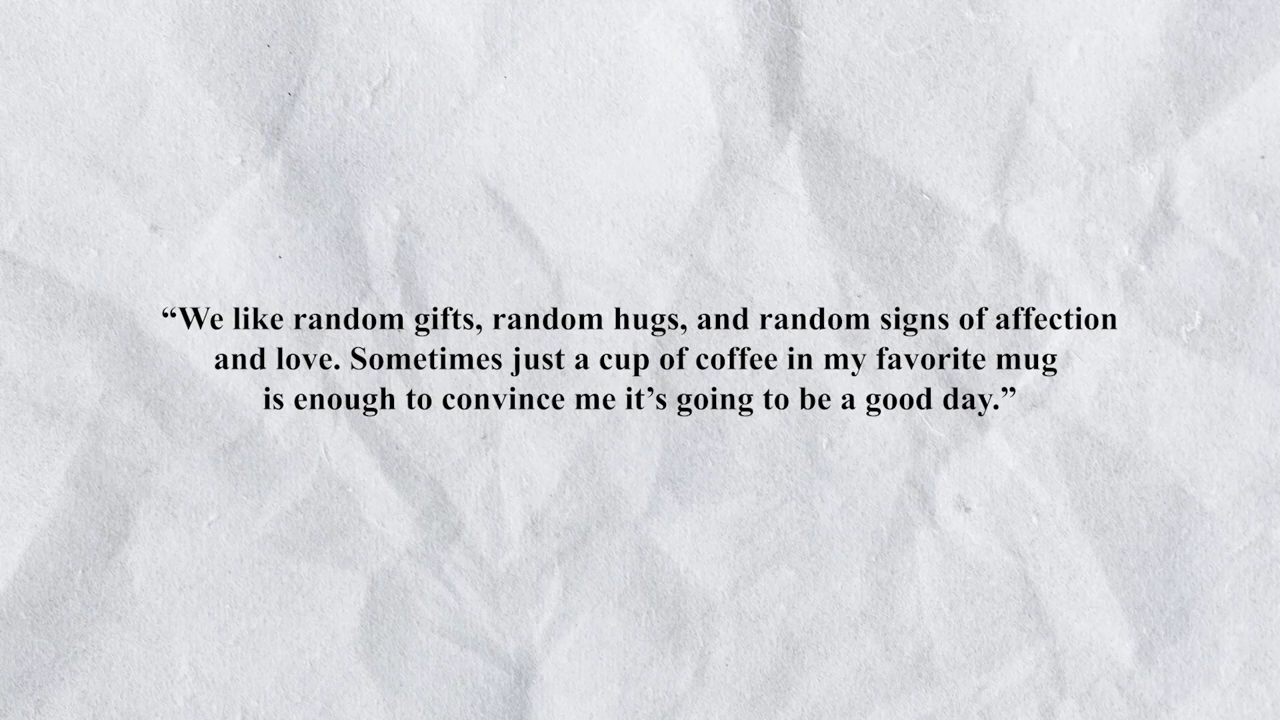 “We like random gifts, random hugs, and random signs of affection
and love. Sometimes just a cup of coffee in my favorite mug
is enough to convince me it’s going to be a good day.”